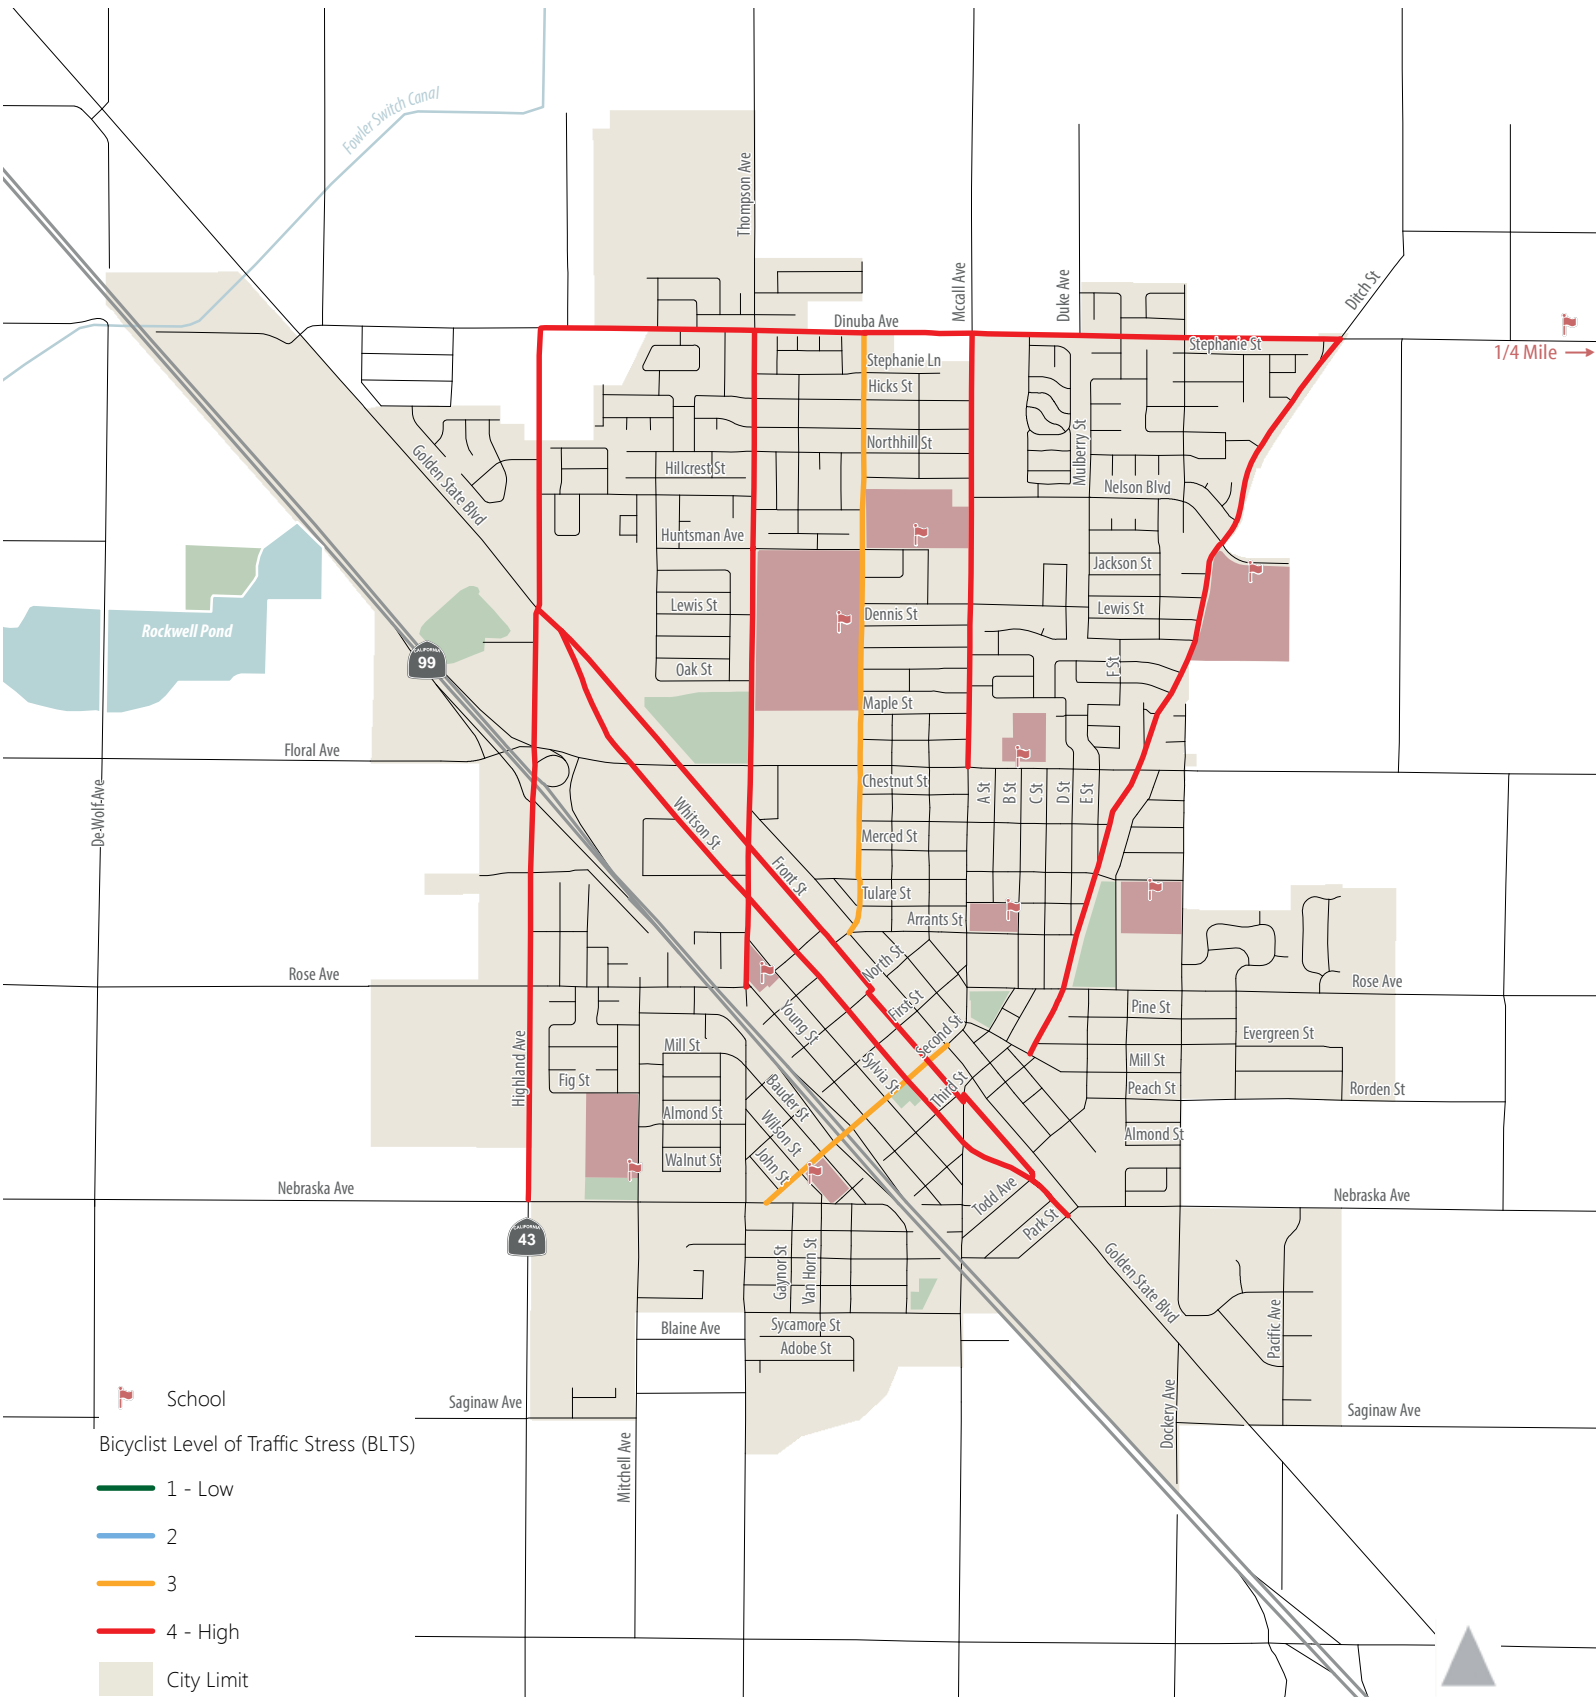 Fowler Switch Canal
Thompson Ave
Mccall Ave
Duke Ave
Ditch St
Dinuba Ave
Stephanie St
1/4 Mile
Stephanie Ln
Hicks St
Northhill St
Hillcrest St
Mulberry St
Nelson Blvd
Golden State Blvd
Huntsman Ave
Jackson St
Lewis St
Lewis St
Dennis St
Rockwell Pond
CALIFORNIA
99
Oak St
F St
Maple St
Floral Ave
De-Wolf-Ave
Chestnut St
A St
B St
C St
D St
E St
Whitson St
Merced St
Front St
Tulare St
Arrants St
North St
Rose Ave
Rose Ave
First St
Pine St
Young St
Second St
Evergreen St
Highland Ave
Mill St
Mill St
Sylvia St
Fig St
Third St
Peach St
Rorden St
Bauder St
Almond St
Wilson St
Almond St
Walnut St
John St
Nebraska Ave
Todd Ave
Nebraska Ave
Park St
CALIFORNIA
43
Gaynor St
Van Horn St
Golden State Blvd
Pacific Ave
Blaine Ave
Sycamore St
Adobe St
Saginaw Ave
Dockery Ave
Saginaw Ave
Mitchell Ave
School
Bicyclist Level of Traffic Stress (BLTS)
1 - Low
2
3
4 - High
City Limit